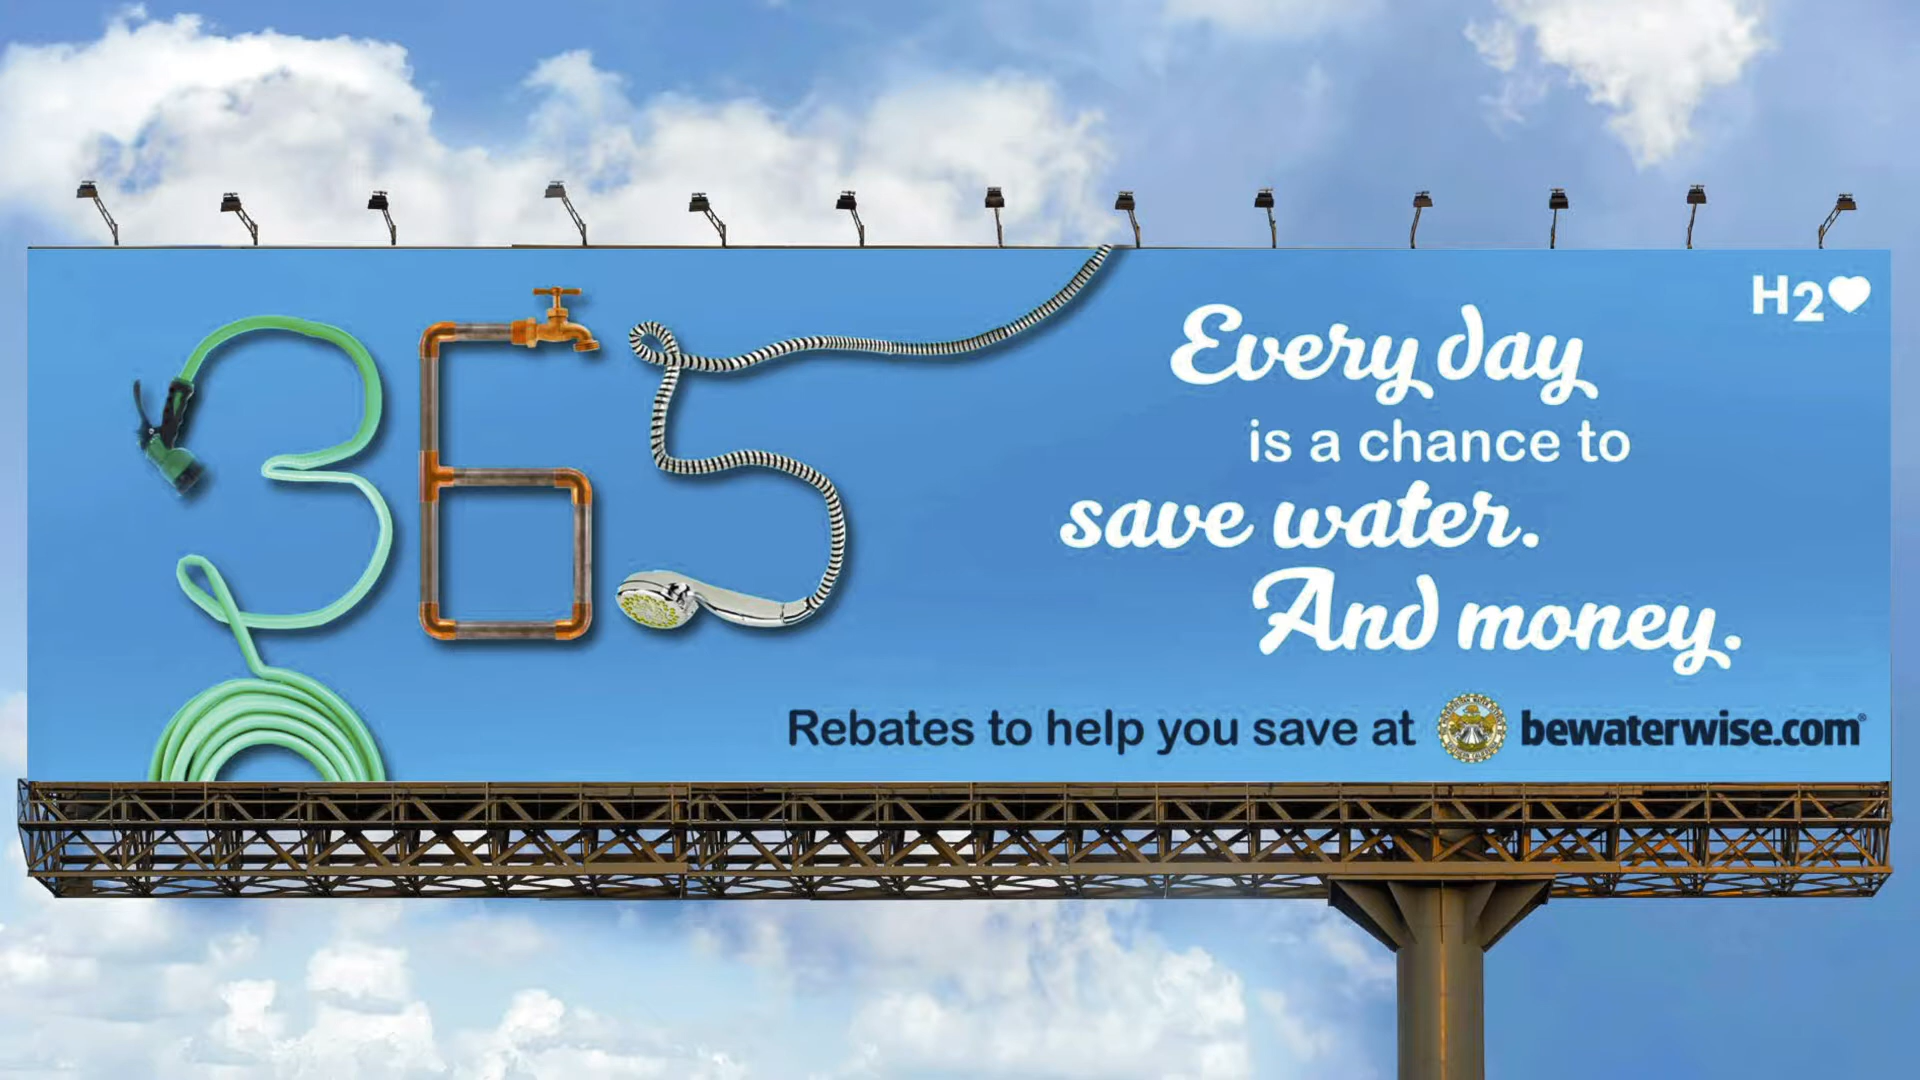 365
H2
Every day
is a chance to
save water.
And money.
Rebates to help you save at bewaterwise.com®